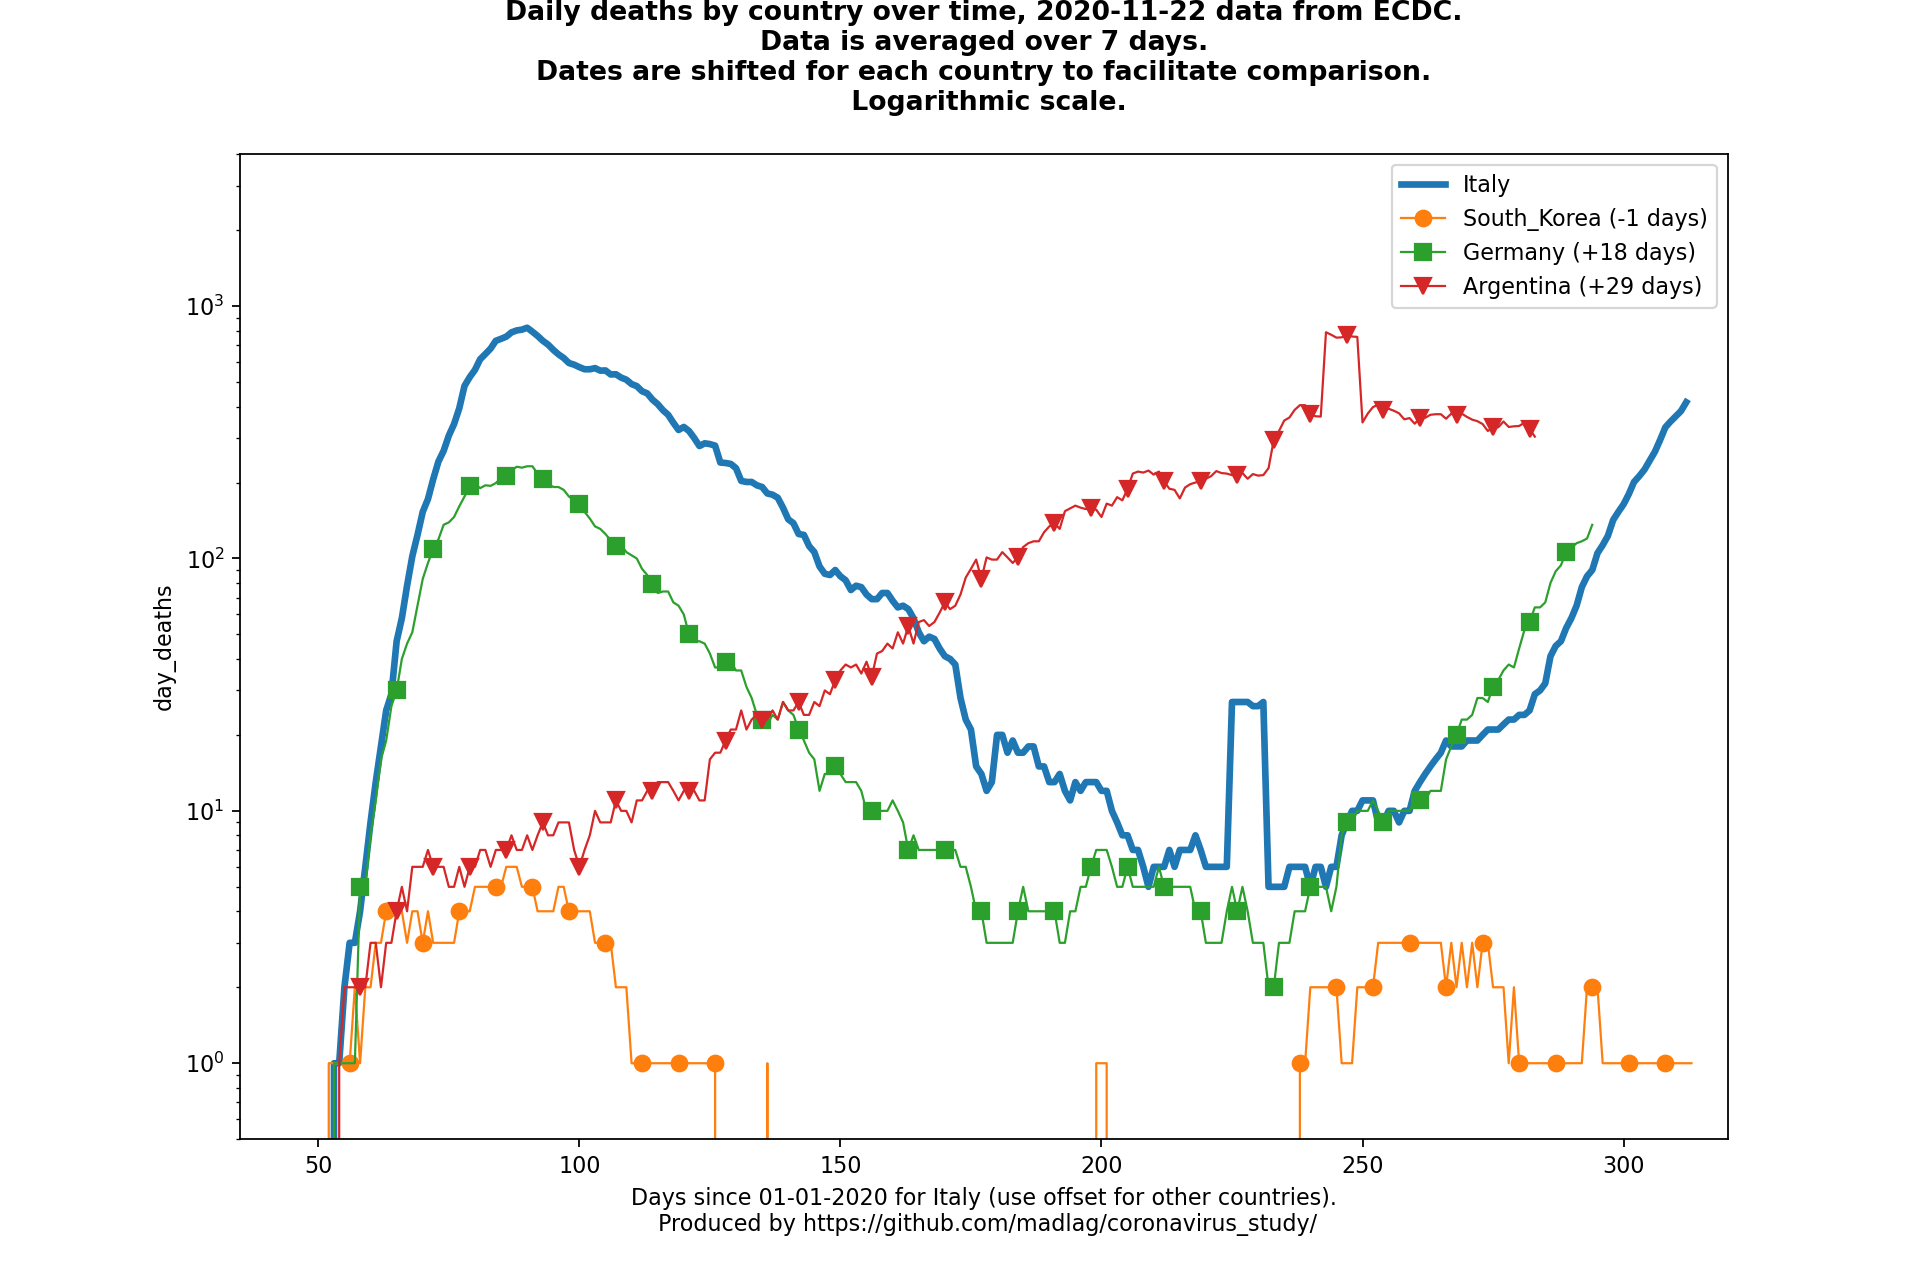 Daily deaths by country over time, 2020-11-22 data from ECDC.
Data is averaged over 7 days.
Dates are shifted for each country to facilitate comparison.
Logarithmic scale.
Italy
South_Korea (-1 days)
Germany (+18 days)
Argentina (+29 days)
day_deaths
10³
10²
10¹
10⁰
50 100 150 200 250 300
Days since 01-01-2020 for Italy (use offset for other countries).
Produced by https://github.com/madlag/coronavirus_study/